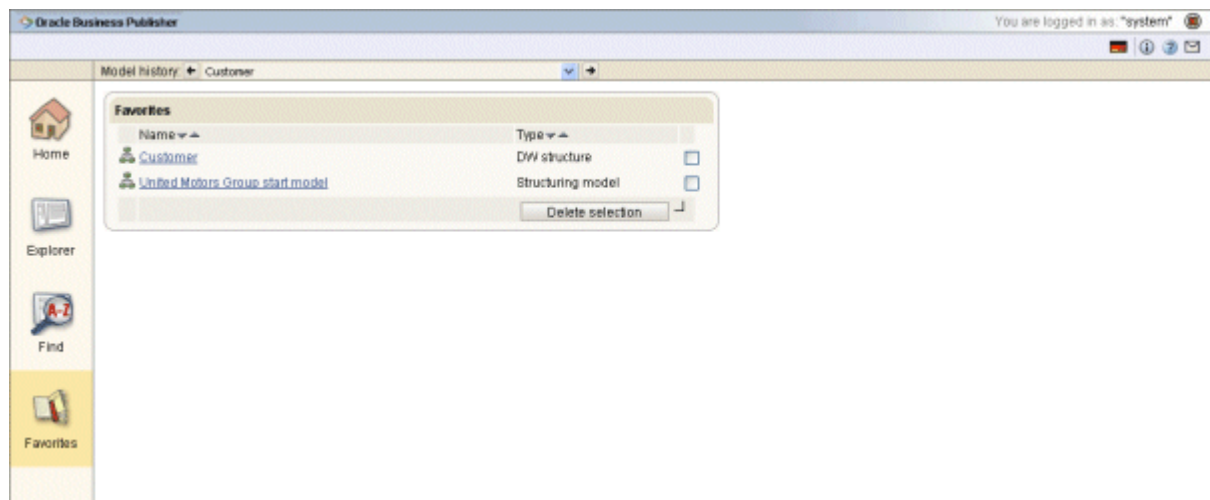 Oracle Business Publisher
You are logged in as: "system"
Model history: Customer
Home
Explorer
A-Z
Find
Favorites
Favorites
Name Type
Customer DW structure
United Motors Group start model Structuring model
Delete selection